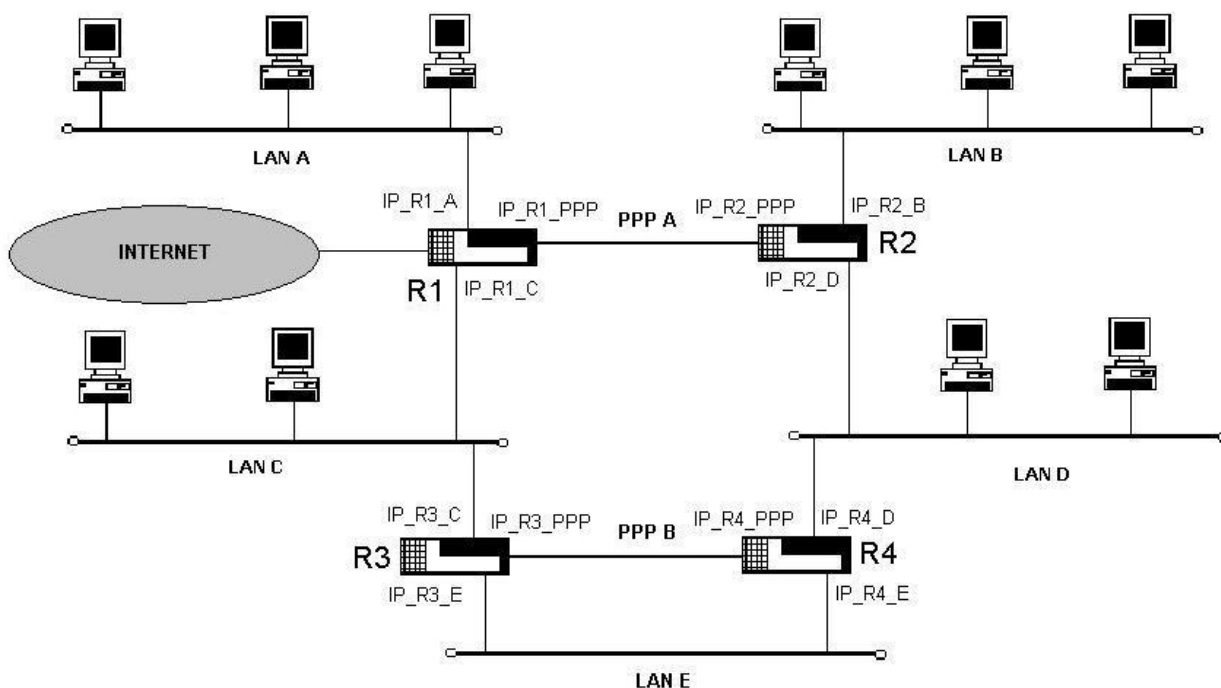 LAN A
LAN B
IP_R1_A
IP_R1_PPP
PPP A
IP_R2_PPP
IP_R2_B
INTERNET
R1
IP_R1_C
R2
IP_R2_D
LAN C
LAN D
IP_R3_C
IP_R3_PPP
PPP B
IP_R4_PPP
IP_R4_D
R3
R4
IP_R3_E
IP_R4_E
LAN E